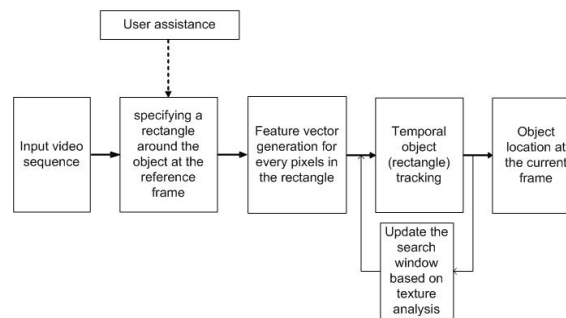 User assistance
Input video
sequence
specifying a
rectangle
around the
object at the
reference
frame
Feature vector
generation for
every pixels in
the rectangle
Temporal
object
(rectangle)
tracking
Object
location at
the current
frame
Update the
search
window
based on
texture
analysis